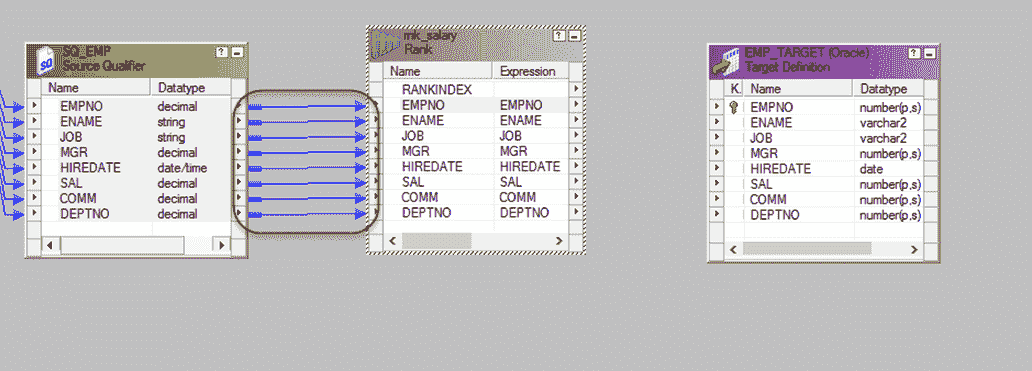 SQ_EMP
Source Qualifier
Name Datatype
EMPNO decimal
ENAME string
JOB string
MGR decimal
HIREDATE date/time
SAL decimal
COMM decimal
DEPTNO decimal
rnk_salary
Rank
Name Expression
RANKINDEX
EMPNO EMPNO
ENAME ENAME
JOB JOB
MGR MGR
HIREDATE HIREDATE
SAL SAL
COMM COMM
DEPTNO DEPTNO
EMP_TARGET (Oracle)
Target Definition
K Name Datatype
EMPNO number(p,s)
ENAME varchar2
JOB varchar2
MGR number(p,s)
HIREDATE date
SAL number(p,s)
COMM number(p,s)
DEPTNO number(p,s)